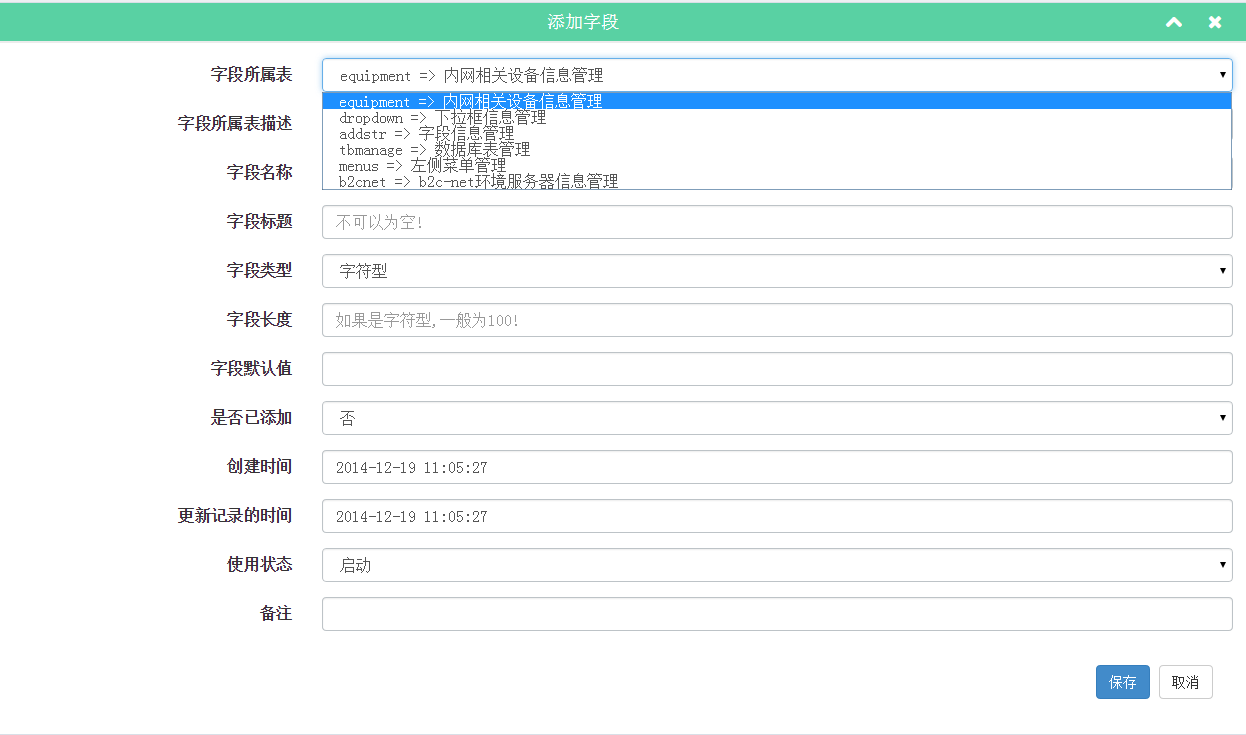 添加字段
字段所属表
equipment => 内网相关设备信息管理
equipment => 内网相关设备信息管理
dropdown => 下拉框信息管理
字段所属表描述
addstr => 字段信息管理
tbmanage => 数据库表管理
字段名称
menus => 左侧菜单管理
b2cnet => b2c-net环境服务器信息管理
字段标题 不可以为空!
字段类型 字符型
字段长度 如果是字符型,一般为100!
字段默认值
是否已添加 否
创建时间 2014-12-19 11:05:27
更新记录的时间 2014-12-19 11:05:27
使用状态 启动
备注
保存 取消